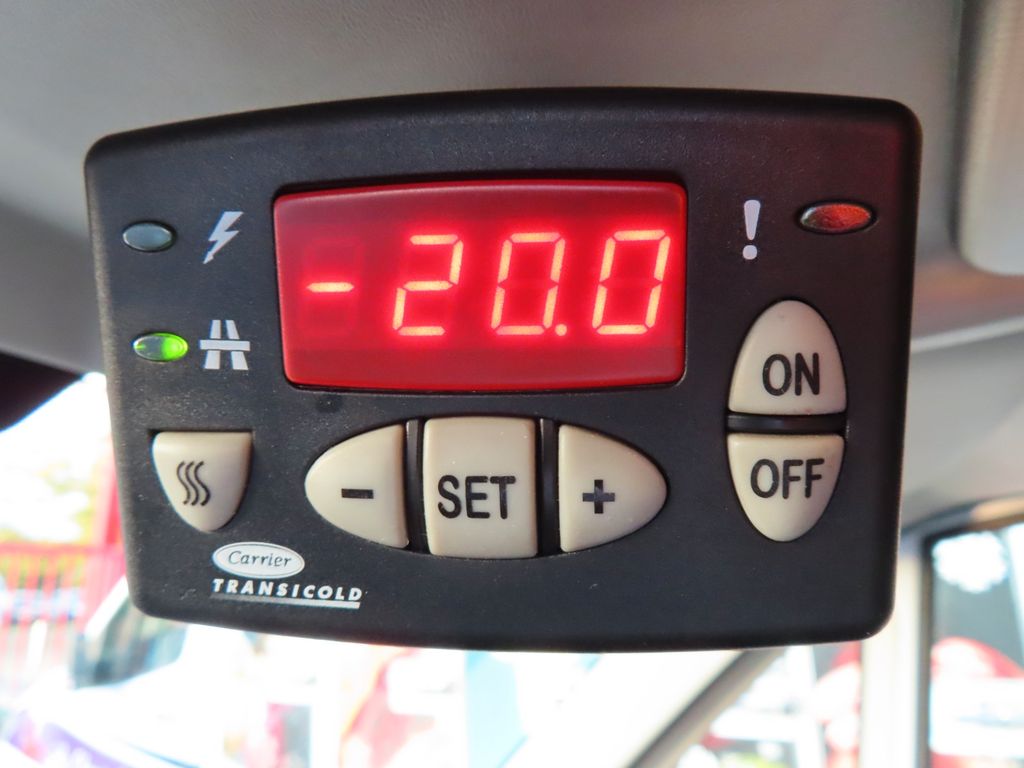 -20.0
!
ON
OFF
- SET +
Carrier
TRANSICOLD